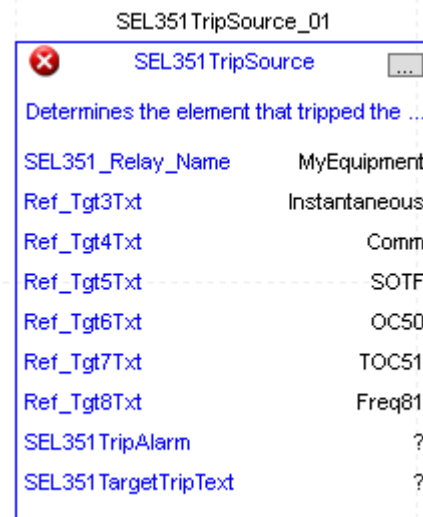 SEL351TripSource_01
SEL351TripSource ...
Determines the element that tripped the ...
SEL351_Relay_Name MyEquipment
Ref_Tgt3Txt Instantaneous
Ref_Tgt4Txt Comm
Ref_Tgt5Txt SOTF
Ref_Tgt6Txt OC50
Ref_Tgt7Txt TOC51
Ref_Tgt8Txt Freq81
SEL351TripAlarm ?
SEL351TargetTripText ?